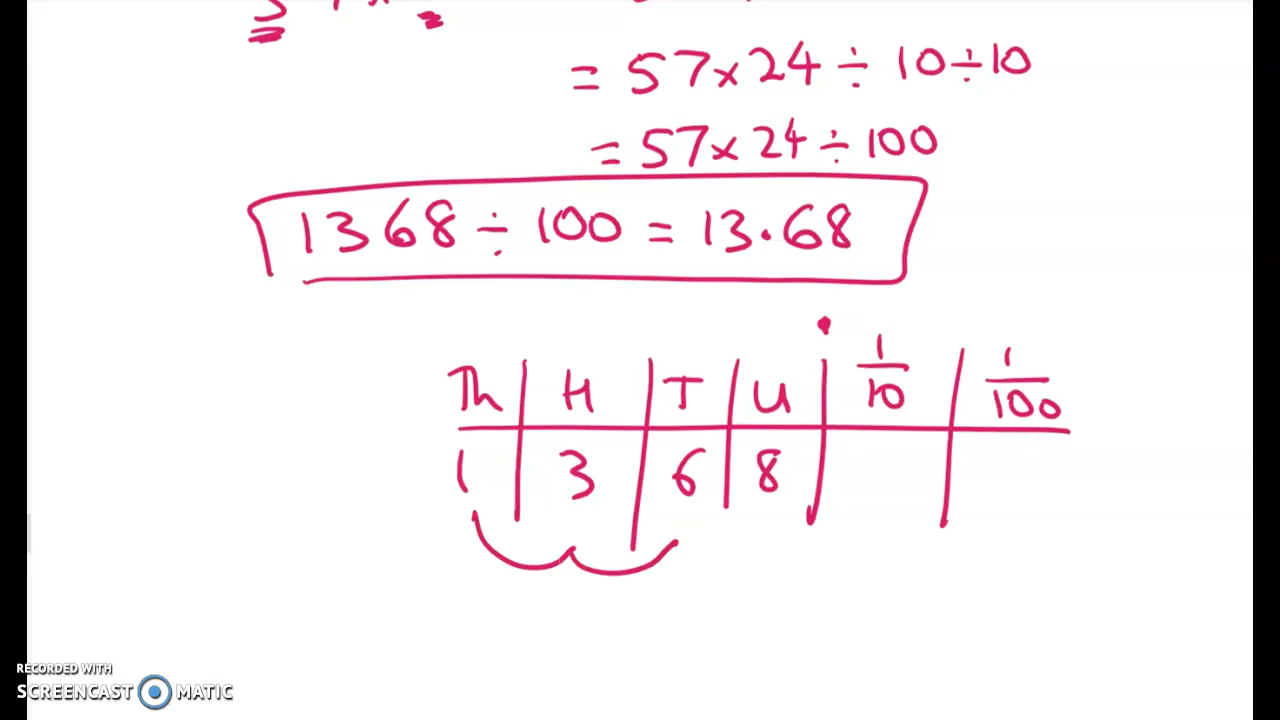 = 57 × 24 ÷ 10 ÷ 10
= 57 × 24 ÷ 100
1368 ÷ 100 = 13.68
Th H T U . 1/10 1/100
1 3 6 8
RECORDED WITH
SCREENCAST MATIC